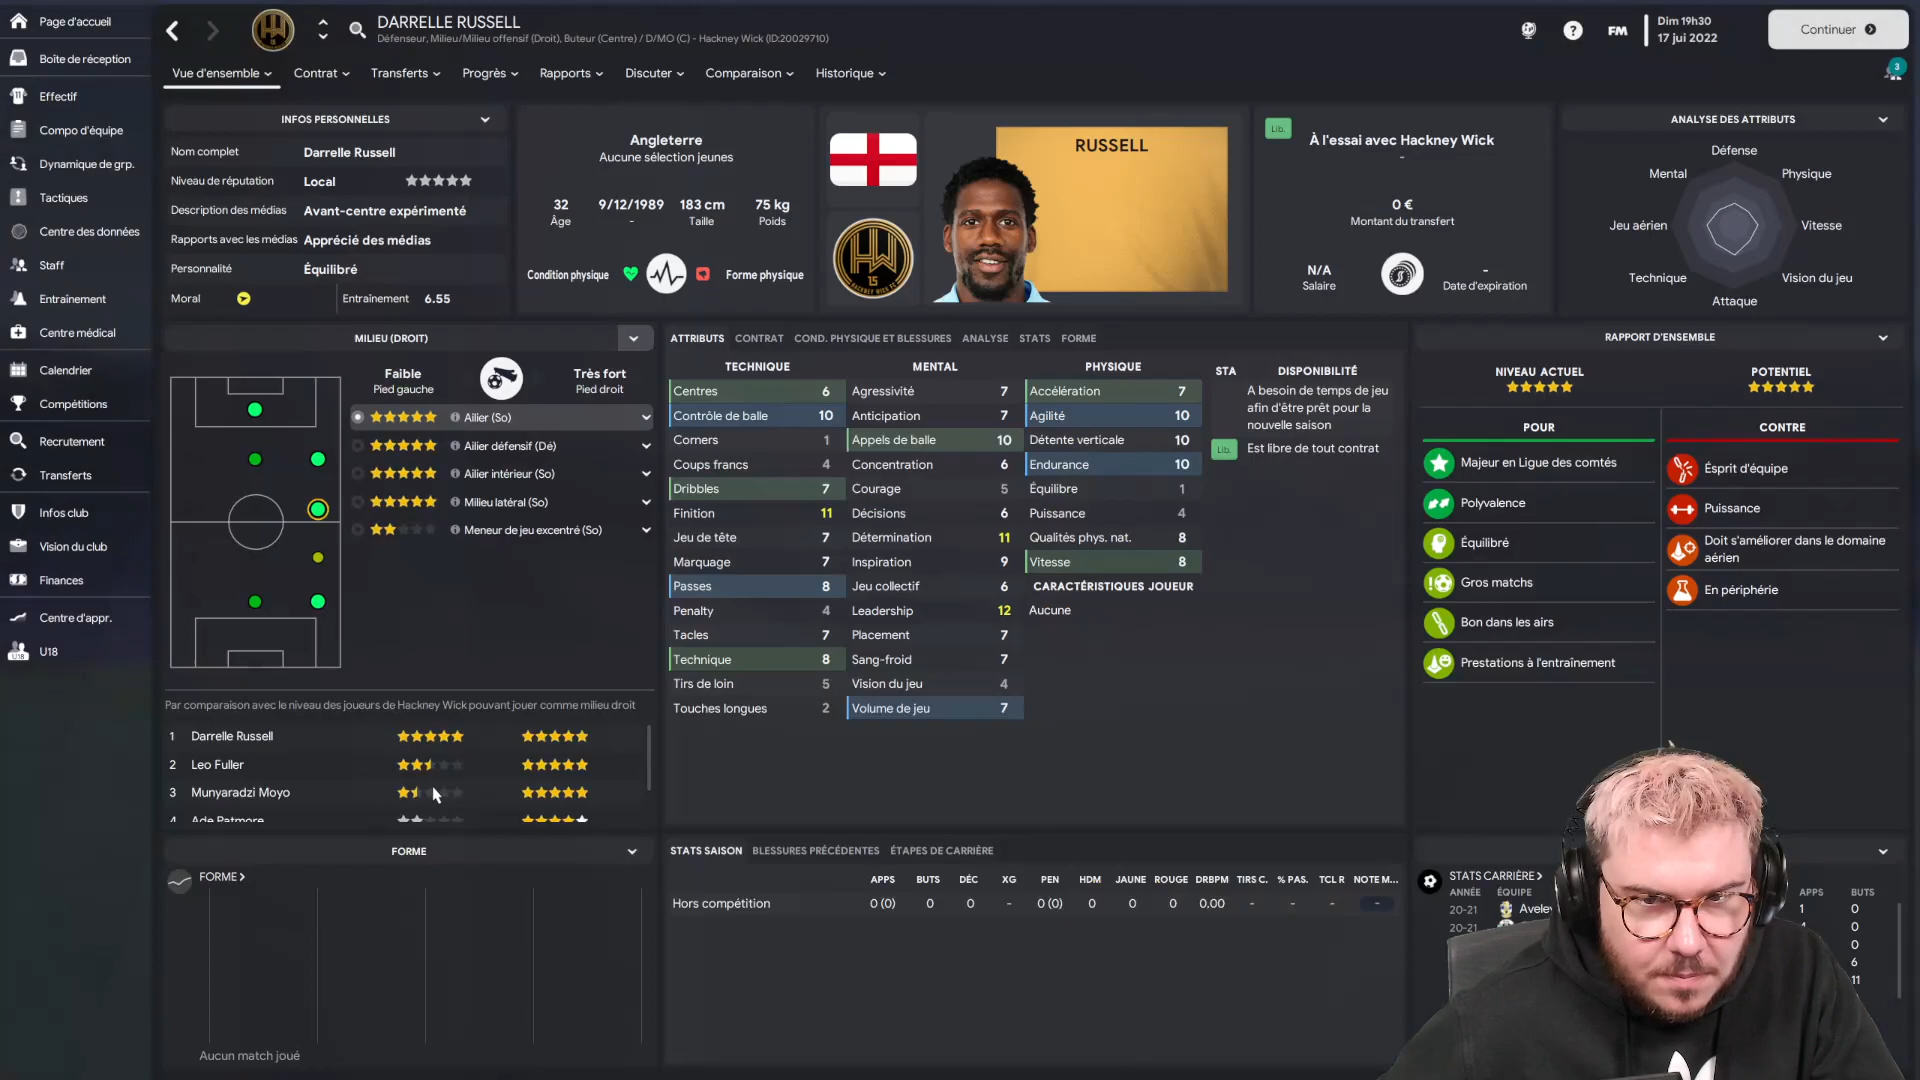 Page d'accueil
Boîte de réception
Effectif
Compo d'équipe
Dynamique de grp.
Tactiques
Centre des données
Staff
Entraînement
Centre médical
Calendrier
Compétitions
Recrutement
Transferts
Infos club
Vision du club
Finances
Centre d'appr.
U18
DARRELLE RUSSELL
Défenseur, Milieu/Milieu offensif (Droit), Buteur (Centre) / D/MO (C) - Hackney Wick (ID:20029710)
FM
Dim 19h30
17 jui 2022
Continuer
3
Vue d'ensemble Contrat Transferts Progrès Rapports Discuter Comparaison Historique
INFOS PERSONNELLES
Nom complet Darrelle Russell
Niveau de réputation Local
Description des médias Avant-centre expérimenté
Rapports avec les médias Apprécié des médias
Personnalité Équilibré
Moral Entraînement 6.55
Angleterre
Aucune sélection jeunes
32 9/12/1989 183 cm 75 kg
Âge - Taille Poids
Condition physique Forme physique
RUSSELL
Lib. À l'essai avec Hackney Wick
-
0 €
Montant du transfert
N/A -
Salaire Date d'expiration
ANALYSE DES ATTRIBUTS
Défense
Mental Physique
Jeu aérien Vitesse
Technique Vision du jeu
Attaque
MILIEU (DROIT)
Faible Très fort
Pied gauche Pied droit
Ailier (So)
Ailier défensif (Dé)
Ailier intérieur (So)
Milieu latéral (So)
Meneur de jeu excentré (So)
Par comparaison avec le niveau des joueurs de Hackney Wick pouvant jouer comme milieu droit
1 Darrelle Russell
2 Leo Fuller
3 Munyaradzi Moyo
4 Ade Patmore
FORME
FORME >
Aucun match joué
ATTRIBUTS CONTRAT COND. PHYSIQUE ET BLESSURES ANALYSE STATS FORME
TECHNIQUE MENTAL PHYSIQUE STA DISPONIBILITÉ
Centres 6 Agressivité 7 Accélération 7
Contrôle de balle 10 Anticipation 7 Agilité 10
Corners 1 Appels de balle 10 Détente verticale 10
Coups francs 4 Concentration 6 Endurance 10
Dribbles 7 Courage 5 Équilibre 1
Finition 11 Décisions 6 Puissance 4
Jeu de tête 7 Détermination 11 Qualités phys. nat. 8
Marquage 7 Inspiration 9 Vitesse 8
Passes 8 Jeu collectif 6 CARACTÉRISTIQUES JOUEUR
Penalty 4 Leadership 12 Aucune
Tacles 7 Placement 7
Technique 8 Sang-froid 7
Tirs de loin 5 Vision du jeu 4
Touches longues 2 Volume de jeu 7
A besoin de temps de jeu
afin d'être prêt pour la
nouvelle saison
Lib. Est libre de tout contrat
STATS SAISON BLESSURES PRÉCÉDENTES ÉTAPES DE CARRIÈRE
APPS BUTS DÉC XG PEN HDM JAUNE ROUGE DRBPM TIRS C. % PAS. TCL R NOTE M...
Hors compétition 0 (0) 0 0 - 0 (0) 0 0 0 0,00 - - - -
RAPPORT D'ENSEMBLE
NIVEAU ACTUEL POTENTIEL
POUR CONTRE
Majeur en Ligue des comtés
Polyvalence
Équilibré
Gros matchs
Bon dans les airs
Prestations à l'entraînement
Ésprit d'équipe
Puissance
Doit s'améliorer dans le domaine
aérien
En périphérie
STATS CARRIÈRE >
ANNÉE ÉQUIPE APPS BUTS
20-21 Aveley 1 0
20-21 0
0
6
11